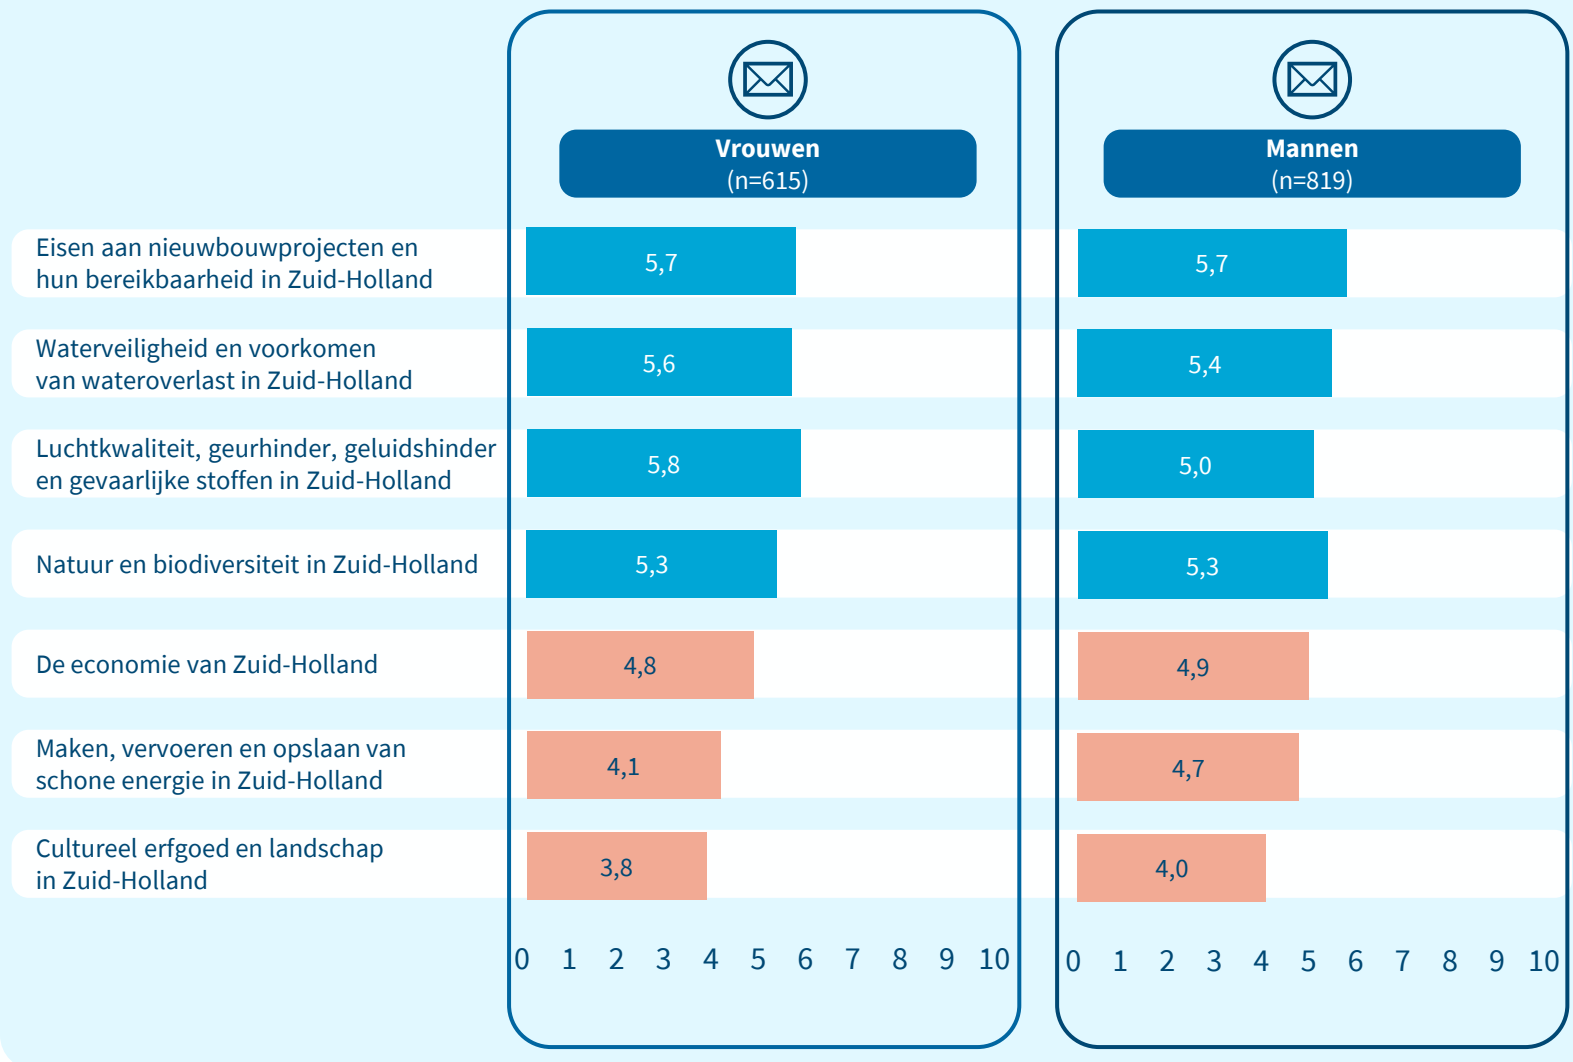 Vrouwen
(n=615)
Mannen
(n=819)
Eisen aan nieuwbouwprojecten en
hun bereikbaarheid in Zuid-Holland
5,7
5,7
Waterveiligheid en voorkomen
van wateroverlast in Zuid-Holland
5,6
5,4
Luchtkwaliteit, geurhinder, geluidshinder
en gevaarlijke stoffen in Zuid-Holland
5,8
5,0
Natuur en biodiversiteit in Zuid-Holland
5,3
5,3
De economie van Zuid-Holland
4,8
4,9
Maken, vervoeren en opslaan van
schone energie in Zuid-Holland
4,1
4,7
Cultureel erfgoed en landschap
in Zuid-Holland
3,8
4,0
0 1 2 3 4 5 6 7 8 9 10
0 1 2 3 4 5 6 7 8 9 10